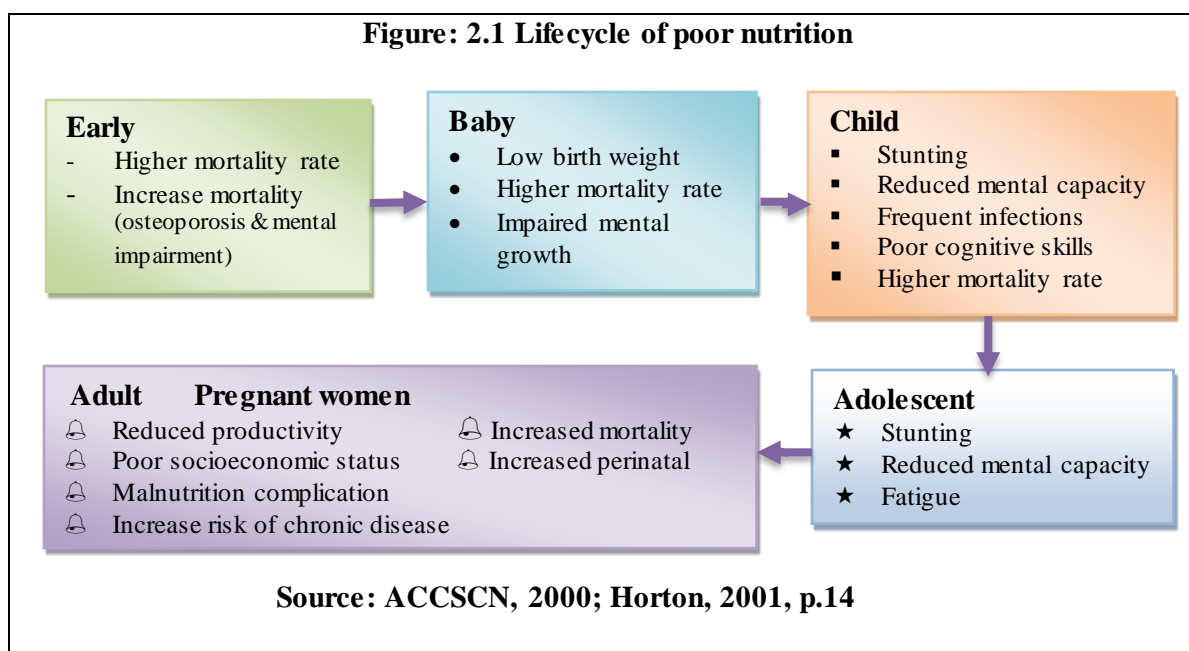 Figure: 2.1 Lifecycle of poor nutrition
Early
- Higher mortality rate
- Increase mortality
(osteoporosis & mental
impairment)
Baby
• Low birth weight
• Higher mortality rate
• Impaired mental
growth
Child
▪ Stunting
▪ Reduced mental capacity
▪ Frequent infections
▪ Poor cognitive skills
▪ Higher mortality rate
Adolescent
★ Stunting
★ Reduced mental capacity
★ Fatigue
Adult Pregnant women
Reduced productivity
Poor socioeconomic status
Malnutrition complication
Increase risk of chronic disease
Increased mortality
Increased perinatal
Source: ACCSCN, 2000; Horton, 2001, p.14